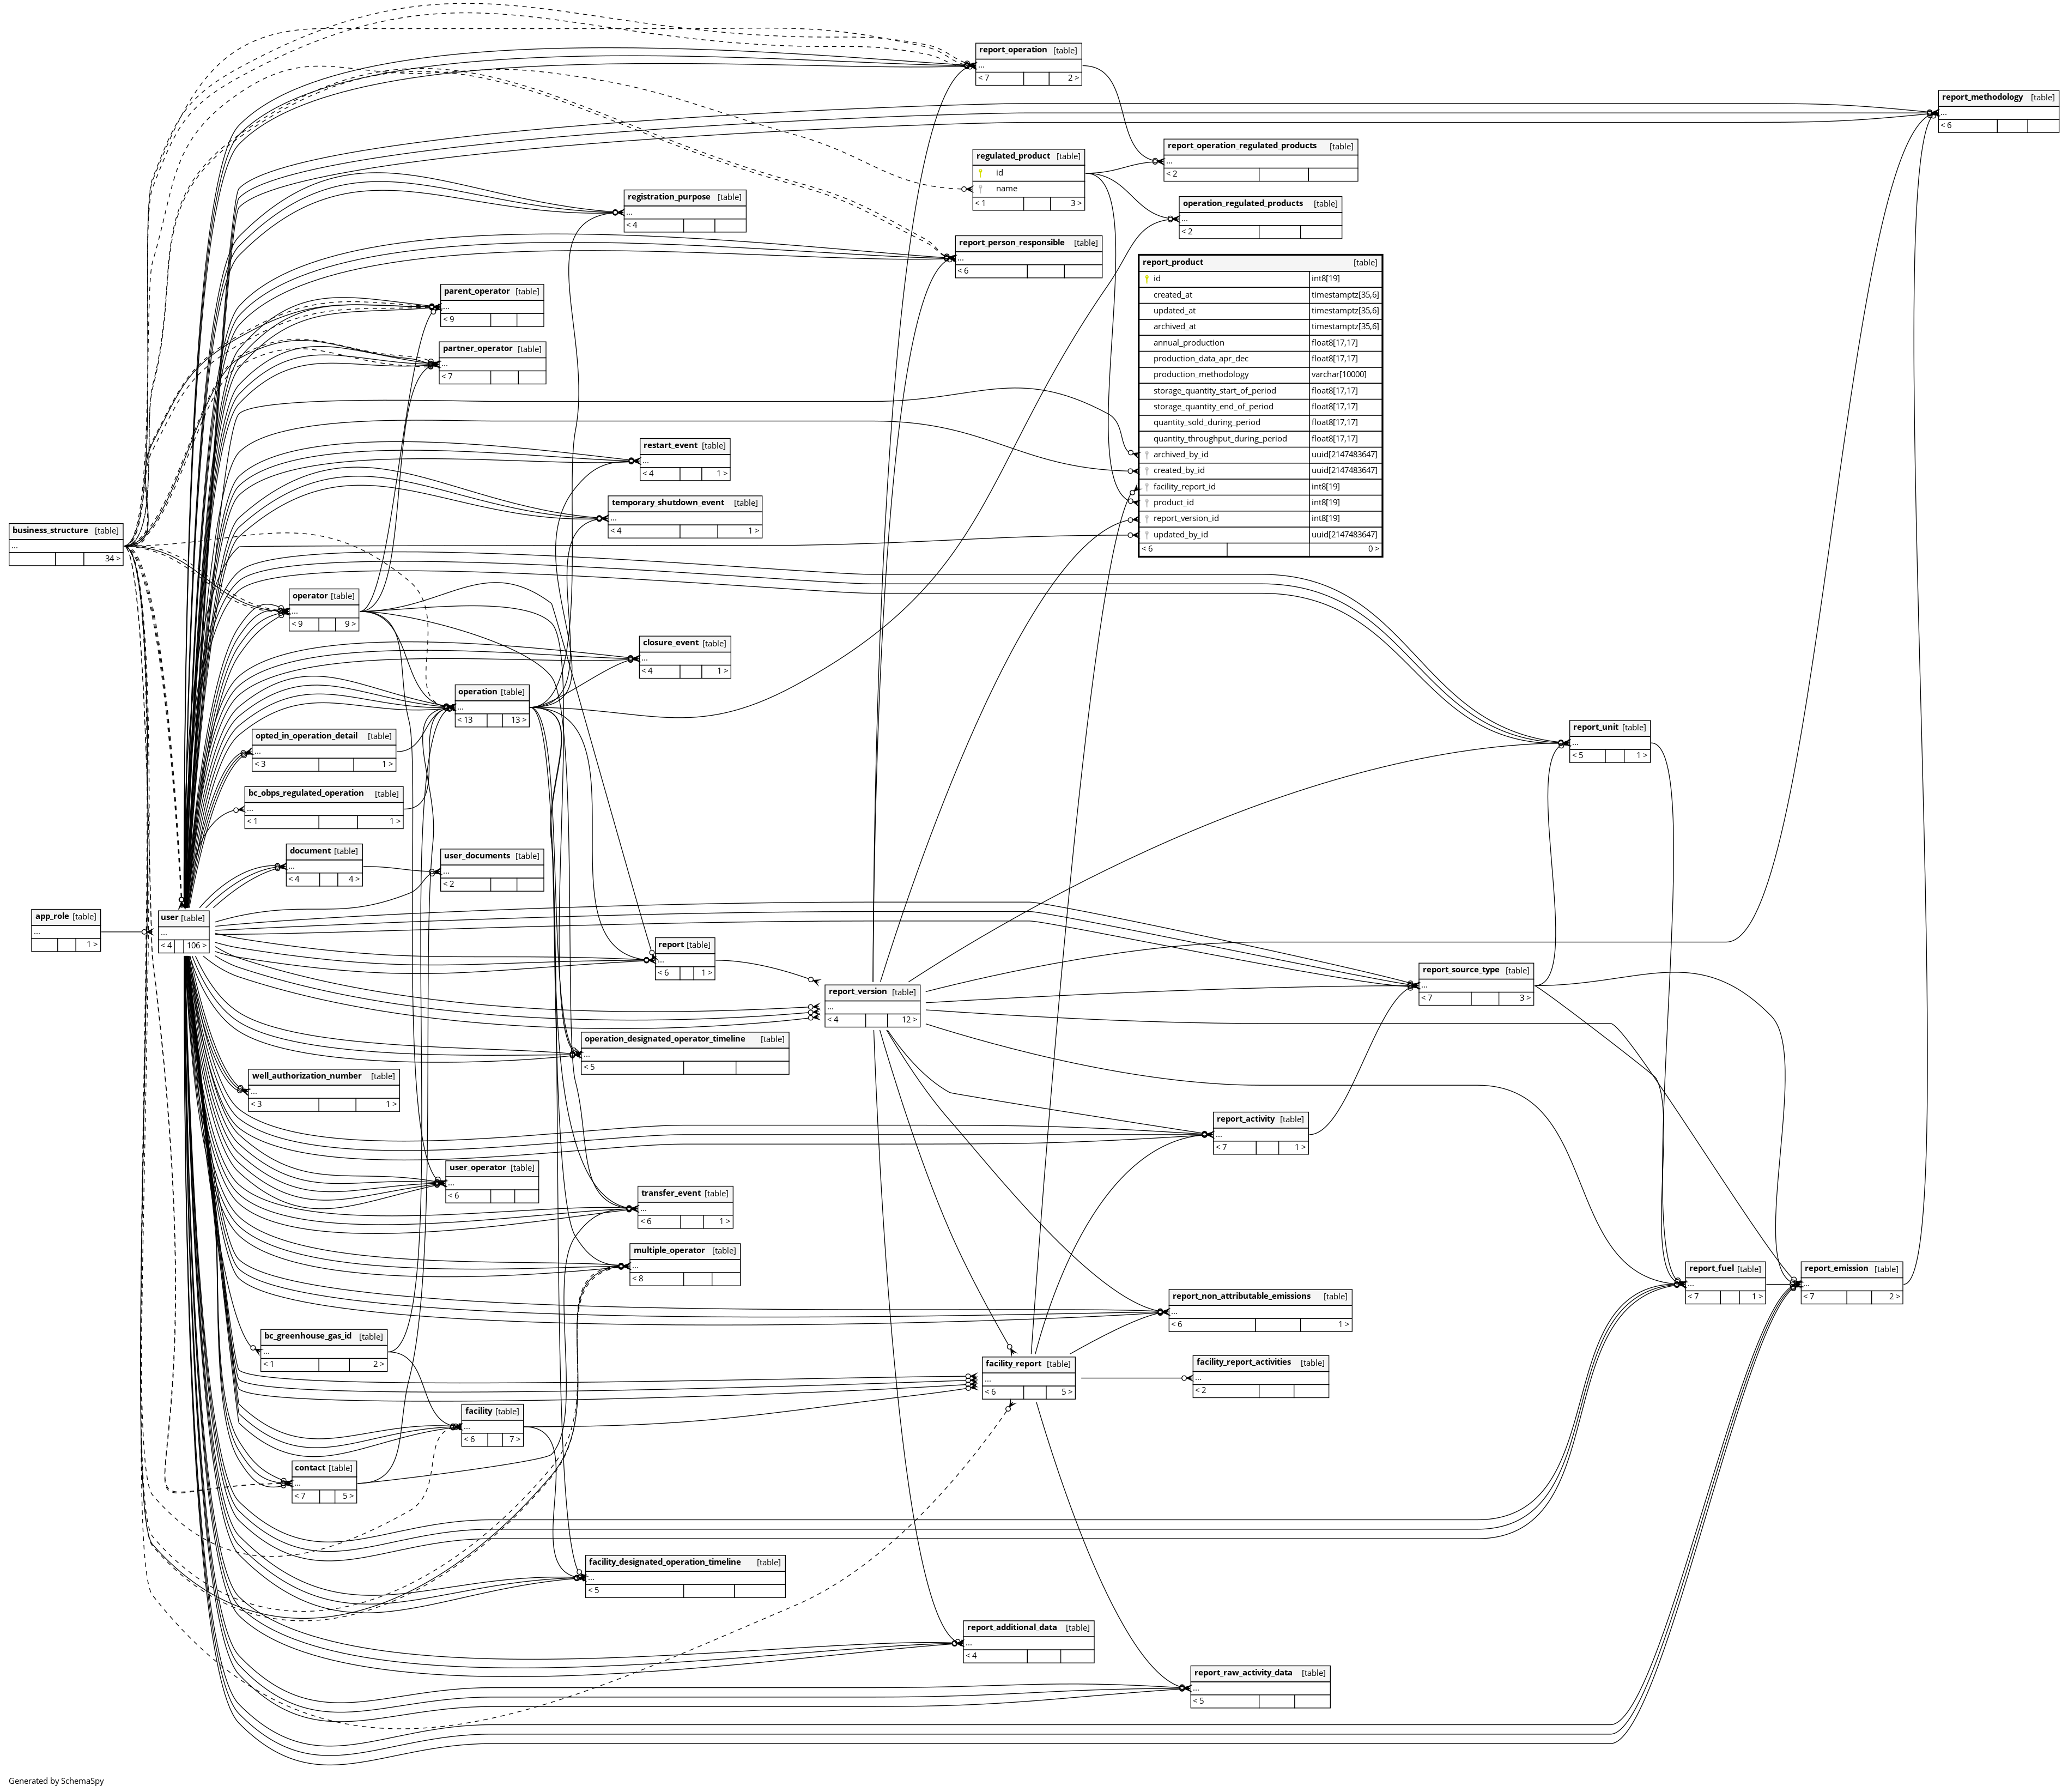 report_operation [table]
...
< 7 2 >
report_methodology [table]
...
< 6
report_operation_regulated_products [table]
...
< 2
regulated_product [table]
id
name
< 1 3 >
registration_purpose [table]
...
< 4
operation_regulated_products [table]
...
< 2
report_person_responsible [table]
...
< 6
report_product [table]
id int8[19]
created_at timestamptz[35,6]
updated_at timestamptz[35,6]
archived_at timestamptz[35,6]
annual_production float8[17,17]
production_data_apr_dec float8[17,17]
production_methodology varchar[10000]
storage_quantity_start_of_period float8[17,17]
storage_quantity_end_of_period float8[17,17]
quantity_sold_during_period float8[17,17]
quantity_throughput_during_period float8[17,17]
archived_by_id uuid[2147483647]
created_by_id uuid[2147483647]
facility_report_id int8[19]
product_id int8[19]
report_version_id int8[19]
updated_by_id uuid[2147483647]
< 6 0 >
parent_operator [table]
...
< 9
partner_operator [table]
...
< 7
restart_event [table]
...
< 4 1 >
temporary_shutdown_event [table]
...
< 4 1 >
business_structure [table]
...
34 >
operator [table]
...
< 9 9 >
closure_event [table]
...
< 4 1 >
operation [table]
...
< 13 13 >
report_unit [table]
...
< 5 1 >
opted_in_operation_detail [table]
...
< 3 1 >
bc_obps_regulated_operation [table]
...
< 1 1 >
document [table]
...
< 4 4 >
user_documents [table]
...
< 2
app_role [table]
...
1 >
user [table]
...
< 4 106 >
report [table]
...
< 6 1 >
report_source_type [table]
...
< 7 3 >
report_version [table]
...
< 4 12 >
operation_designated_operator_timeline [table]
...
< 5
well_authorization_number [table]
...
< 3 1 >
report_activity [table]
...
< 7 1 >
user_operator [table]
...
< 6
transfer_event [table]
...
< 6 1 >
multiple_operator [table]
...
< 8
report_fuel [table]
...
< 7 1 >
report_emission [table]
...
< 7 2 >
report_non_attributable_emissions [table]
...
< 6 1 >
bc_greenhouse_gas_id [table]
...
< 1 2 >
facility_report [table]
...
< 6 5 >
facility_report_activities [table]
...
< 2
facility [table]
...
< 6 7 >
contact [table]
...
< 7 5 >
facility_designated_operation_timeline [table]
...
< 5
report_additional_data [table]
...
< 4
report_raw_activity_data [table]
...
< 5
Generated by SchemaSpy